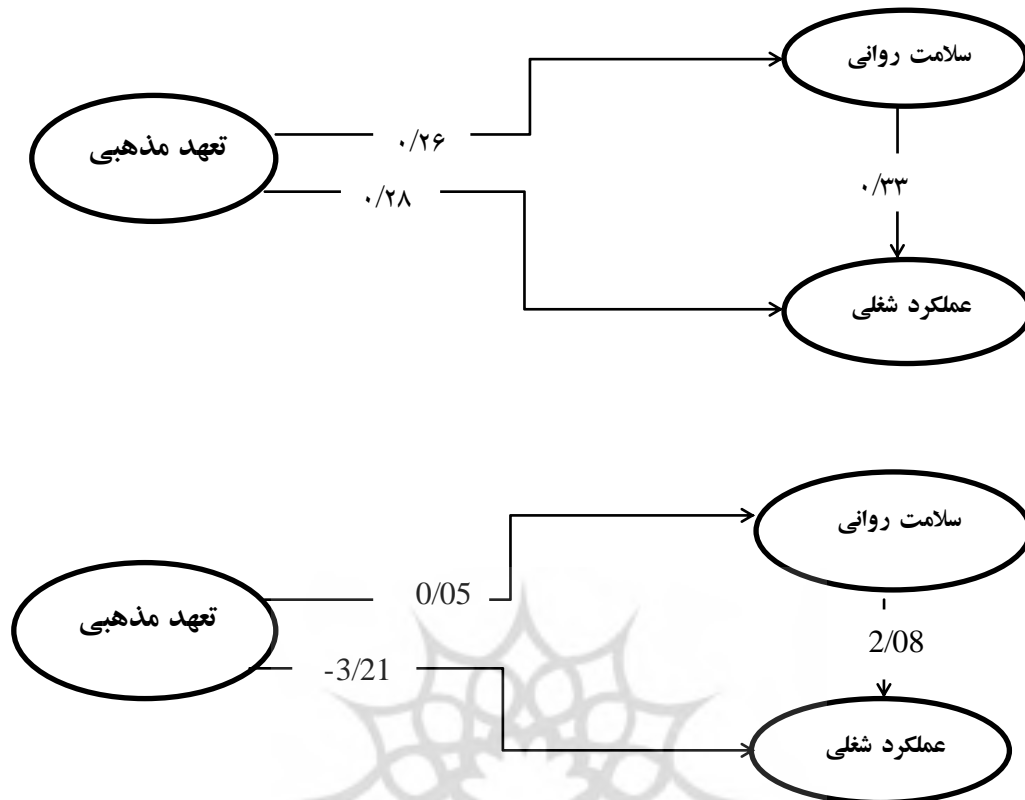 سلامت روانی
تعهد مذهبی
۰/۲۶
۰/۲۸
۰/۳۳
عملکرد شغلی
سلامت روانی
تعهد مذهبی
0/05
2/08
-3/21
عملکرد شغلی